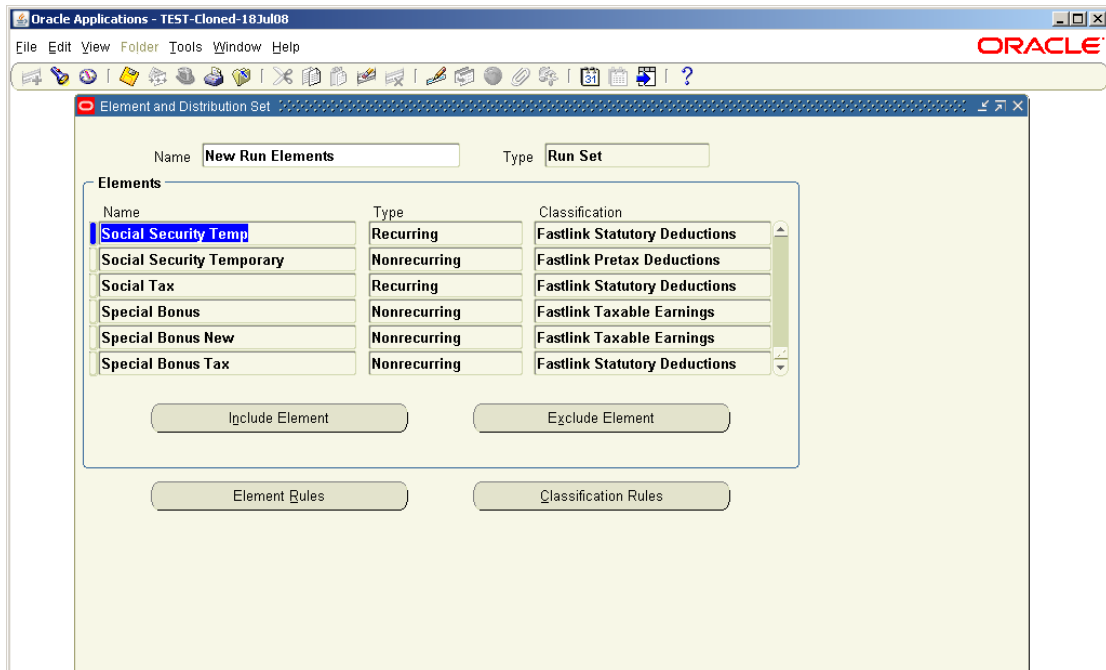 Oracle Applications - TEST-Cloned-18Jul08
File Edit View Folder Tools Window Help
ORACLE
31
?
Element and Distribution Set
Name New Run Elements Type Run Set
Elements
Name Type Classification
Social Security Temp Recurring Fastlink Statutory Deductions
Social Security Temporary Nonrecurring Fastlink Pretax Deductions
Social Tax Recurring Fastlink Statutory Deductions
Special Bonus Nonrecurring Fastlink Taxable Earnings
Special Bonus New Nonrecurring Fastlink Taxable Earnings
Special Bonus Tax Nonrecurring Fastlink Statutory Deductions
Include Element Exclude Element
Element Rules Classification Rules